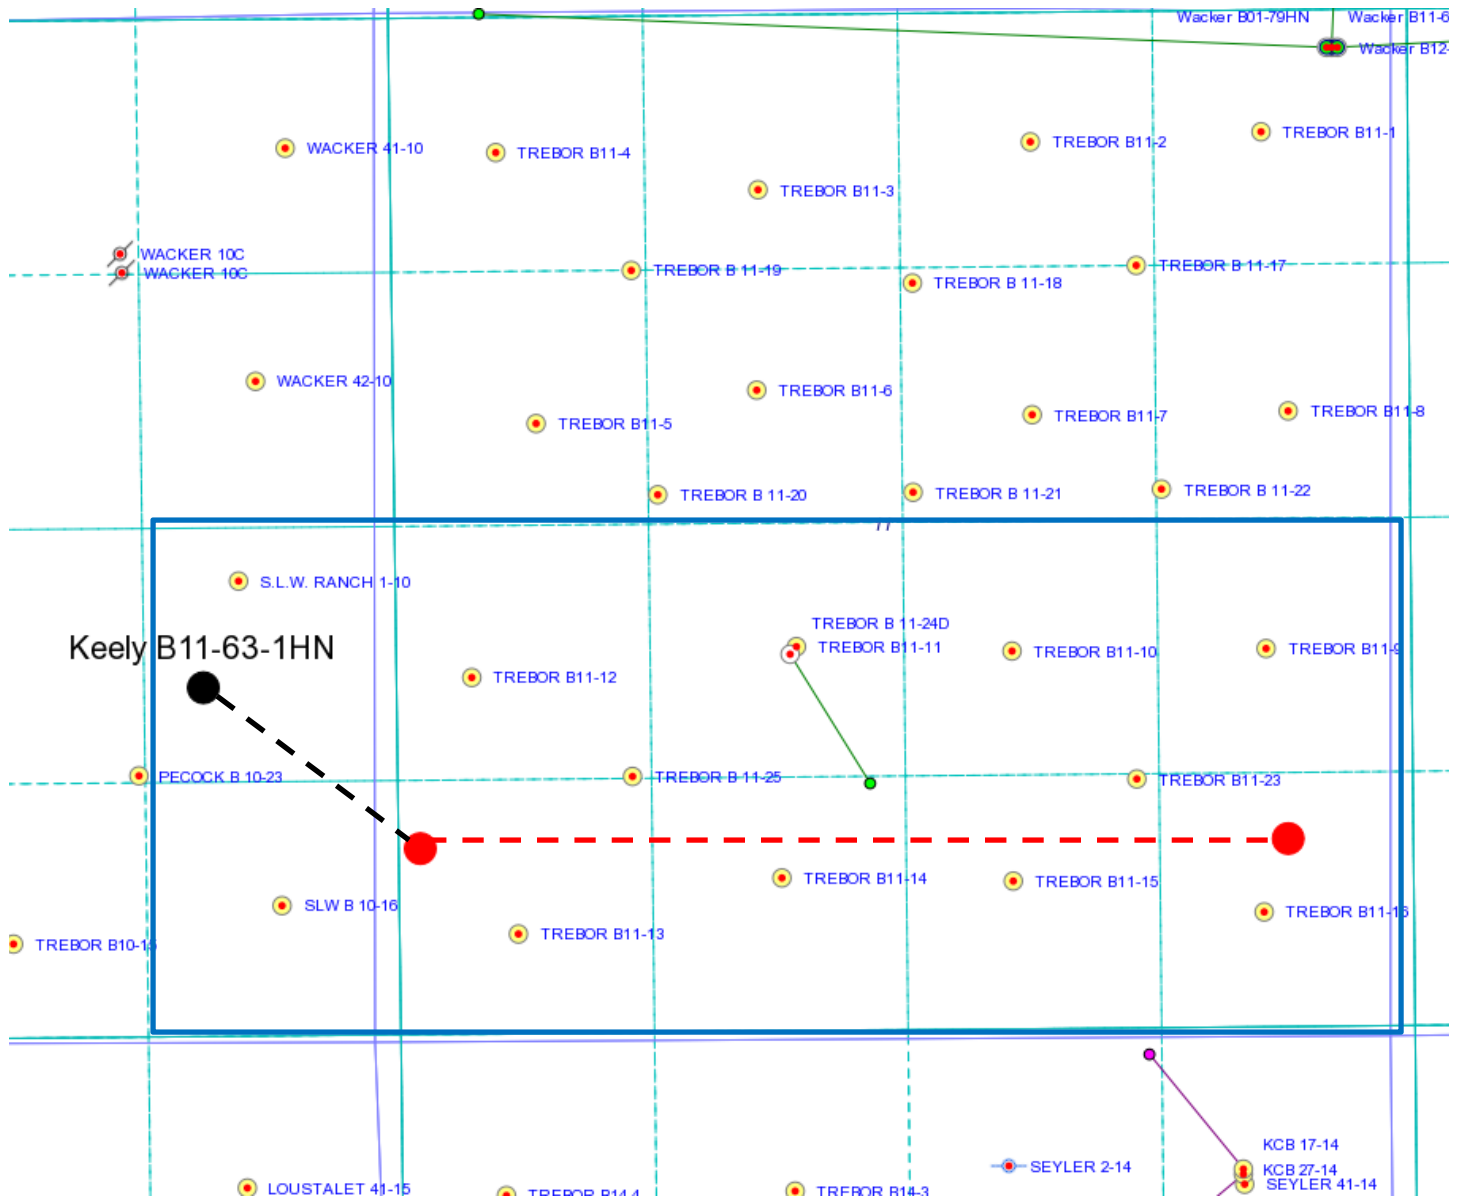 Wacker B01-79HN
Wacker B11-6
Wacker B12-
WACKER 41-10
TREBOR B11-4
TREBOR B11-3
TREBOR B11-2
TREBOR B11-1
WACKER 10C
WACKER 10C
TREBOR B 11-19
TREBOR B 11-18
TREBOR B 11-17
WACKER 42-10
TREBOR B11-5
TREBOR B11-6
TREBOR B11-7
TREBOR B11-8
TREBOR B 11-20
TREBOR B 11-21
TREBOR B 11-22
S.L.W. RANCH 1-10
Keely B11-63-1HN
TREBOR B 11-24D
TREBOR B11-11
TREBOR B11-10
TREBOR B11-9
TREBOR B11-12
PECOCK B 10-23
TREBOR B 11-25
TREBOR B11-23
SLW B 10-16
TREBOR B11-14
TREBOR B11-15
TREBOR B11-16
TREBOR B11-13
TREBOR B10-15
KCB 17-14
SEYLER 2-14
KCB 27-14
SEYLER 41-14
LOUSTALET 41-15
TREBOR B14-4
TREBOR B14-3